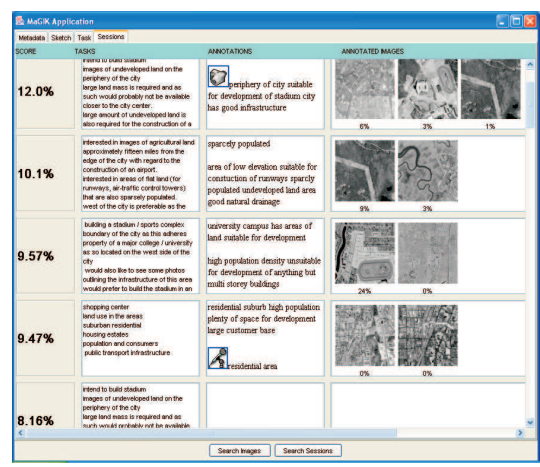 MaGiK Application
Metadata Sketch Task Sessions
SCORE TASKS ANNOTATIONS ANNOTATED IMAGES
12.0%
intend to build stadium
images of undeveloped land on the
periphery of the city
large land mass is required and as
such would probably not be available
closer to the city center.
large amount of undeveloped land is
also required for the construction of a
periphery of city suitable
for development of stadium city
has good infrastructure
6% 3% 1%
10.1%
interested in images of agricultural land
approximately fifteen miles from the
edge of the city with regard to the
construction of an airport.
interested in areas of flat land (for
runways, air-traffic control towers)
that are also sparsely populated.
west of the city is preferable as the
sparcely populated
area of low elevation suitable for
contruction of runways sparcly
populated undeveloped land area
good natural drainage
9% 3%
9.57%
building a stadium / sports complex
boundary of the city as this adheres
property of a major college / university
as so located on the west side of the
city
would also like to see some photos
outlining the infrastructure of this area
would prefer to build the stadium in an
university campus has areas of
land suitable for development
high population density unsuitable
for development of anything but
multi storey buildings
24% 0%
9.47%
shopping center
land use in the areas
suburban residential
housing estates
population and consumers
public transport infrastructure
residential suburb high population
plenty of space for development
large customer base
residential area
0% 0%
8.16%
intend to build stadium
images of undeveloped land on the
periphery of the city
large land mass is required and as
such would probably not be available
Search Images Search Sessions